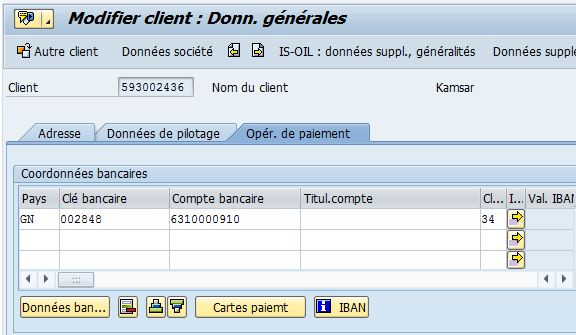 Modifier client : Donn. générales
Autre client Données société IS-OIL : données suppl., généralités Données supplé
Client 593002436 Nom du client Kamsar
Adresse Données de pilotage Opér. de paiement
Coordonnées bancaires
Pays Clé bancaire Compte bancaire Titul.compte Cl... I... Val. IBAN
GN 002848 6310000910 34
Données ban... Cartes paiemt IBAN